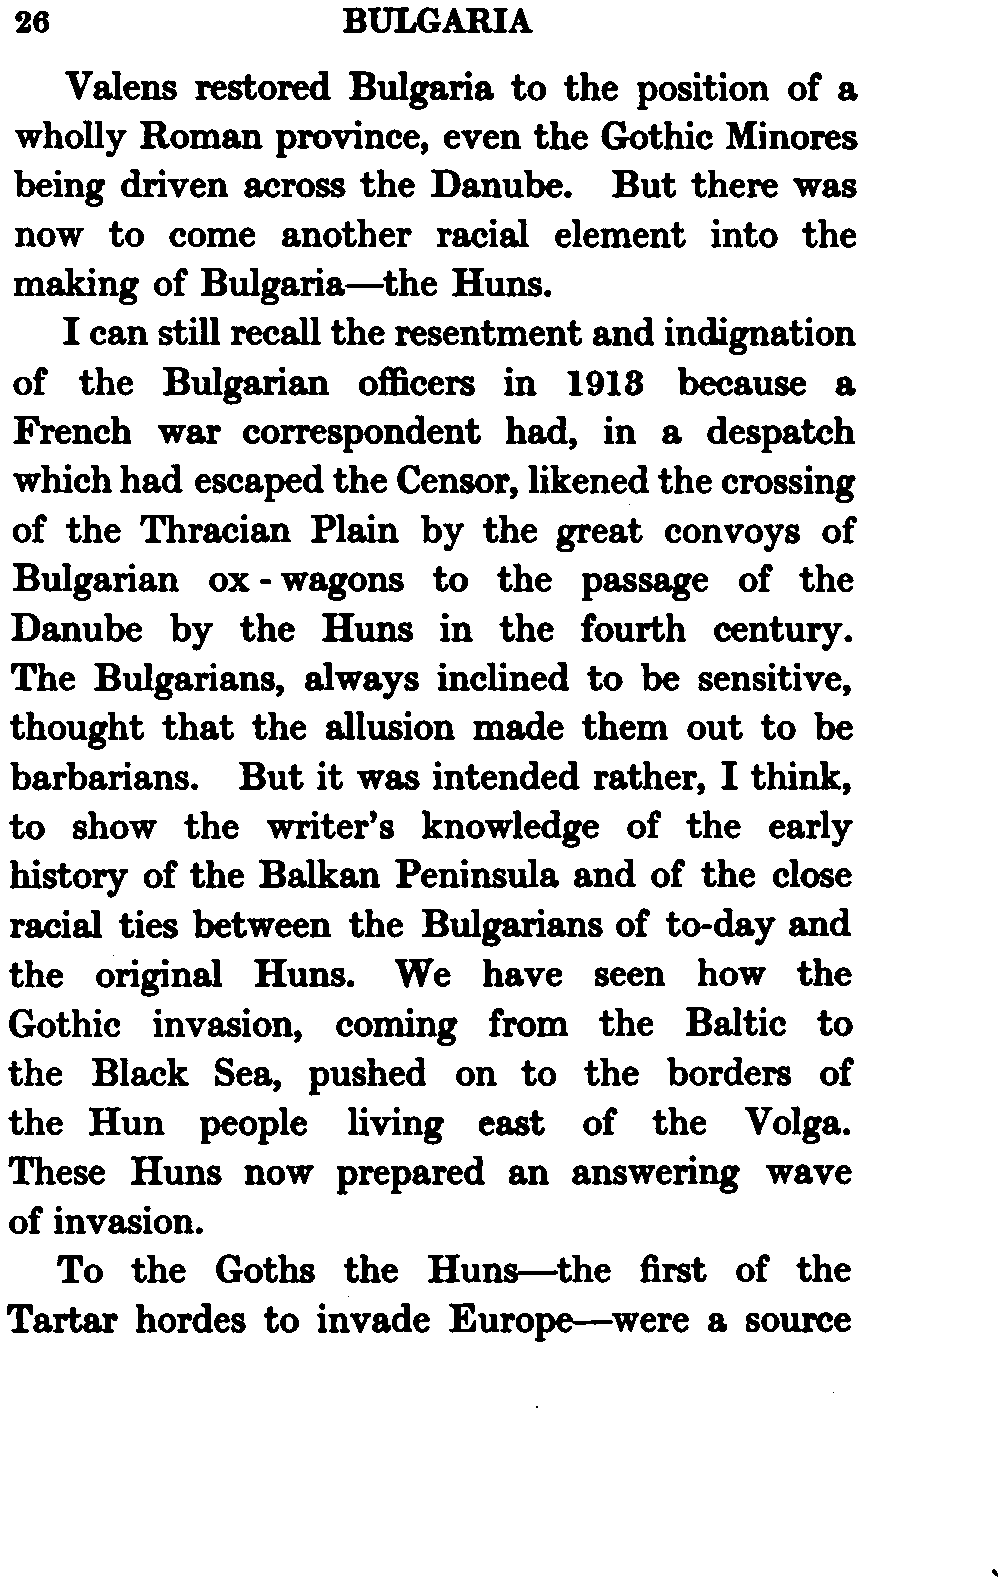 26 BULGARIA
Valens restored Bulgaria to the position of a
wholly Roman province, even the Gothic Minores
being driven across the Danube. But there was
now to come another racial element into the
making of Bulgaria—the Huns.
I can still recall the resentment and indignation
of the Bulgarian officers in 1913 because a
French war correspondent had, in a despatch
which had escaped the Censor, likened the crossing
of the Thracian Plain by the great convoys of
Bulgarian ox-wagons to the passage of the
Danube by the Huns in the fourth century.
The Bulgarians, always inclined to be sensitive,
thought that the allusion made them out to be
barbarians. But it was intended rather, I think,
to show the writer's knowledge of the early
history of the Balkan Peninsula and of the close
racial ties between the Bulgarians of to-day and
the original Huns. We have seen how the
Gothic invasion, coming from the Baltic to
the Black Sea, pushed on to the borders of
the Hun people living east of the Volga.
These Huns now prepared an answering wave
of invasion.
To the Goths the Huns—the first of the
Tartar hordes to invade Europe—were a source